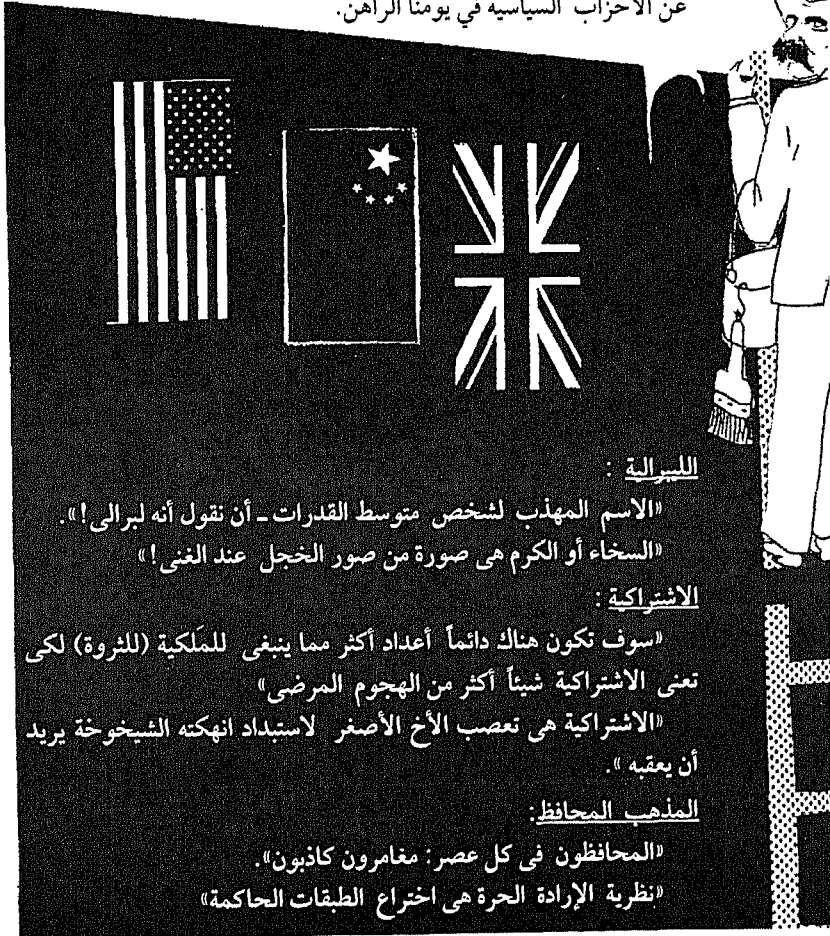 عن الأحزاب السياسيه في يومنا الراهن.
الليبرالية :
«الاسم المهذب لشخص متوسط القدرات ـ أن نقول أنه لبرالى!».
«السخاء أو الكرم هى صورة من صور الخجل عند الغنى!»
الاشتراكية :
«سوف تكون هناك دائماً أعداد أكثر مما ينبغى للمَلكية (للثروة) لكى
تعنى الاشتراكية شيئاً أكثر من الهجوم المرضى»
«الاشتراكية هى تعصب الأخ الأصغر لاستبداد انهكته الشيخوخة يريد
أن يعقبه».
المذهب المحافظ:
«المحافظون فى كل عصر: مغامرون كاذبون».
«نظرية الإرادة الحرة هى اختراع الطبقات الحاكمة»